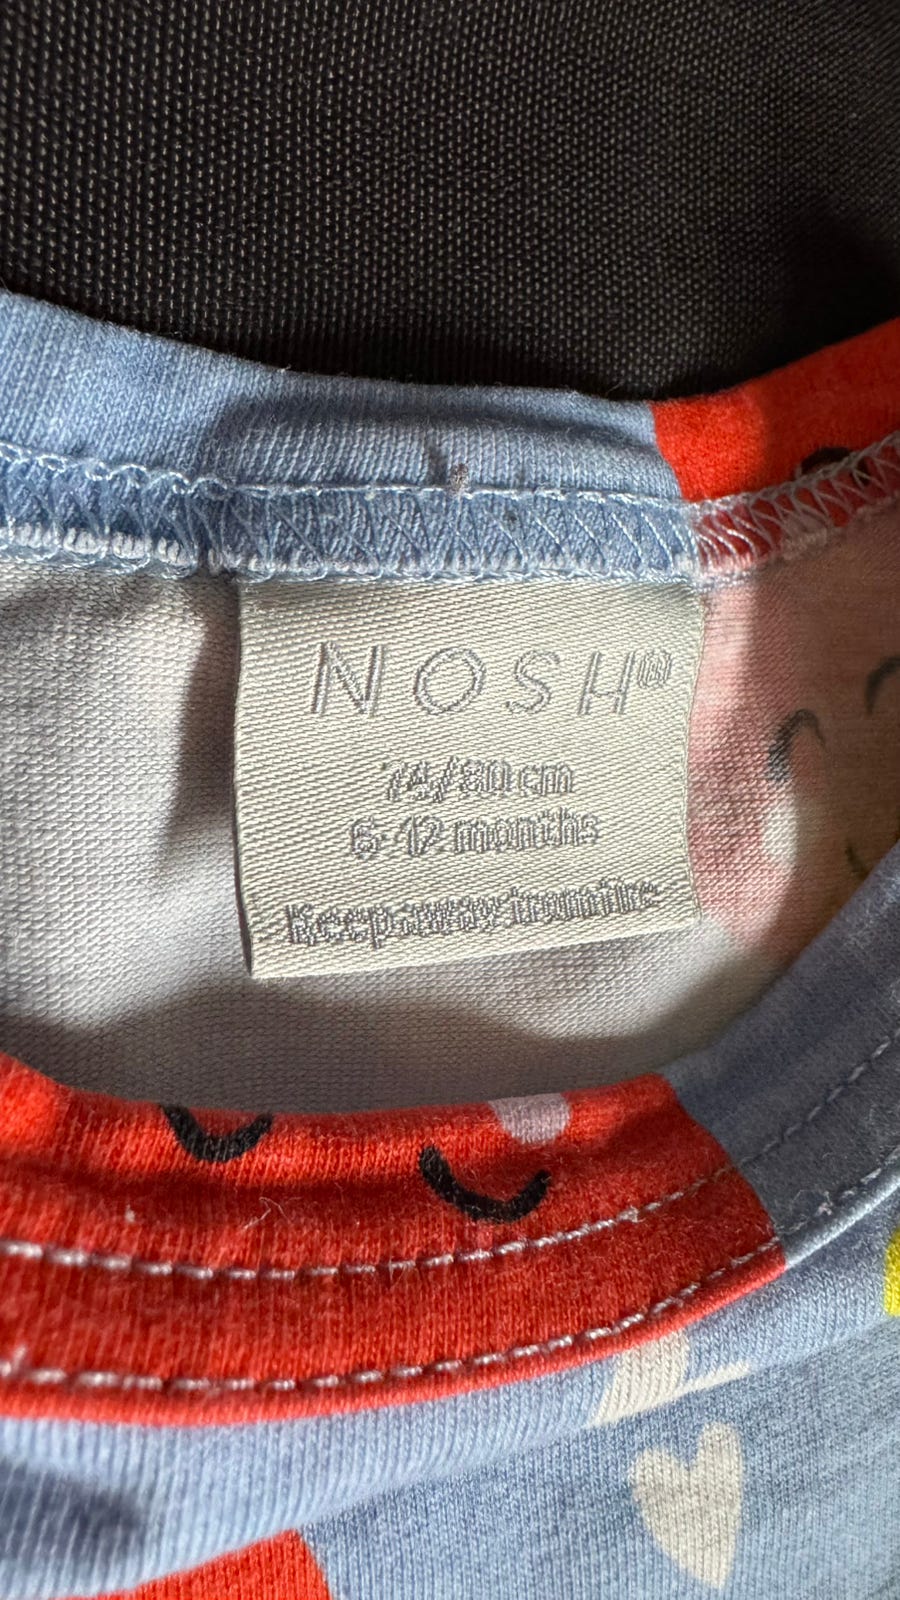 NOSH®
74/80 cm
6-12 months
Keep away from fire